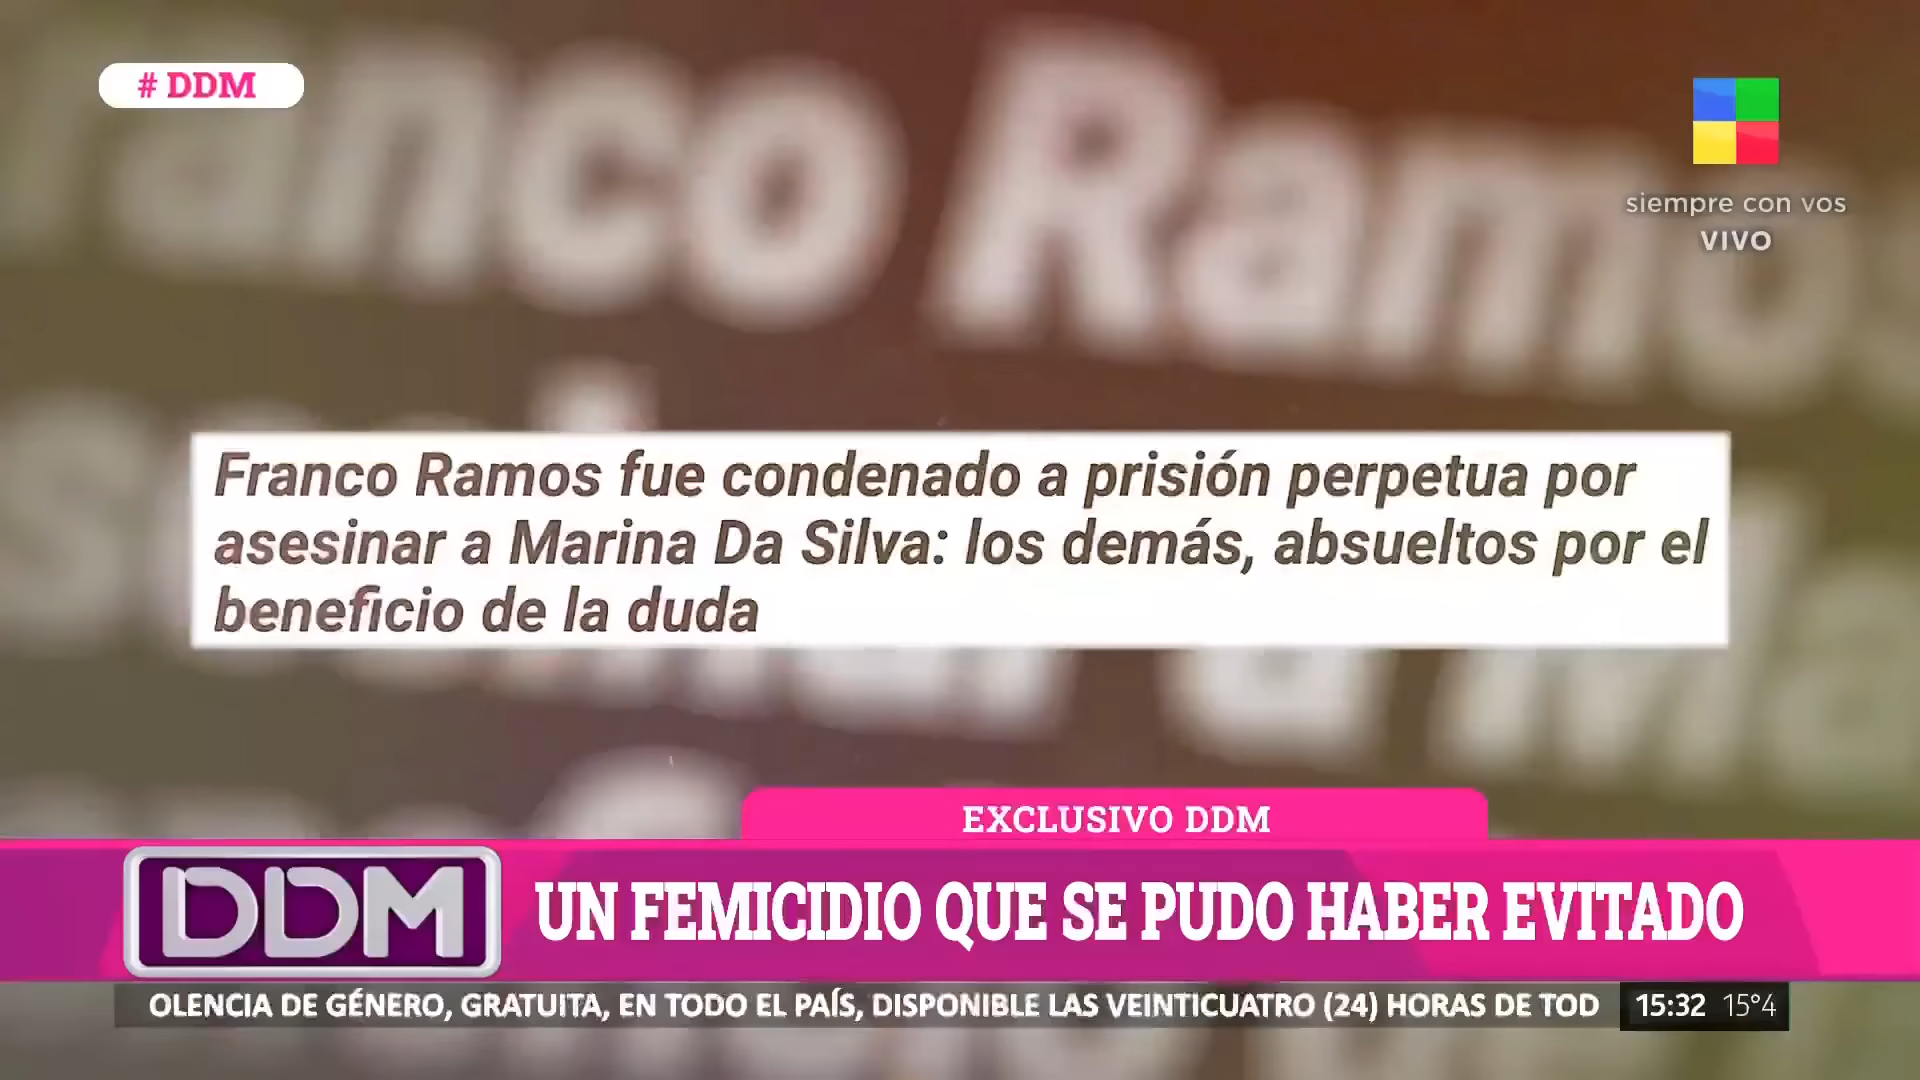 # DDM
siempre con vos
VIVO
anco Ramos
Franco Ramos fue condenado a prisión perpetua por
asesinar a Marina Da Silva: los demás, absueltos por el
beneficio de la duda
EXCLUSIVO DDM
DDM
UN FEMICIDIO QUE SE PUDO HABER EVITADO
OLENCIA DE GÉNERO, GRATUITA, EN TODO EL PAÍS, DISPONIBLE LAS VEINTICUATRO (24) HORAS DE TOD
15:32 15°4